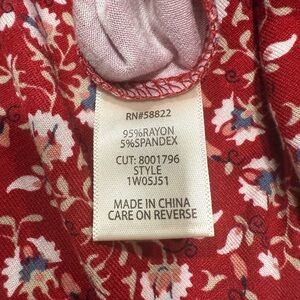 RN#58822
95%RAYON
5%SPANDEX
CUT: 8001796
STYLE
1W05J51
MADE IN CHINA
CARE ON REVERSE